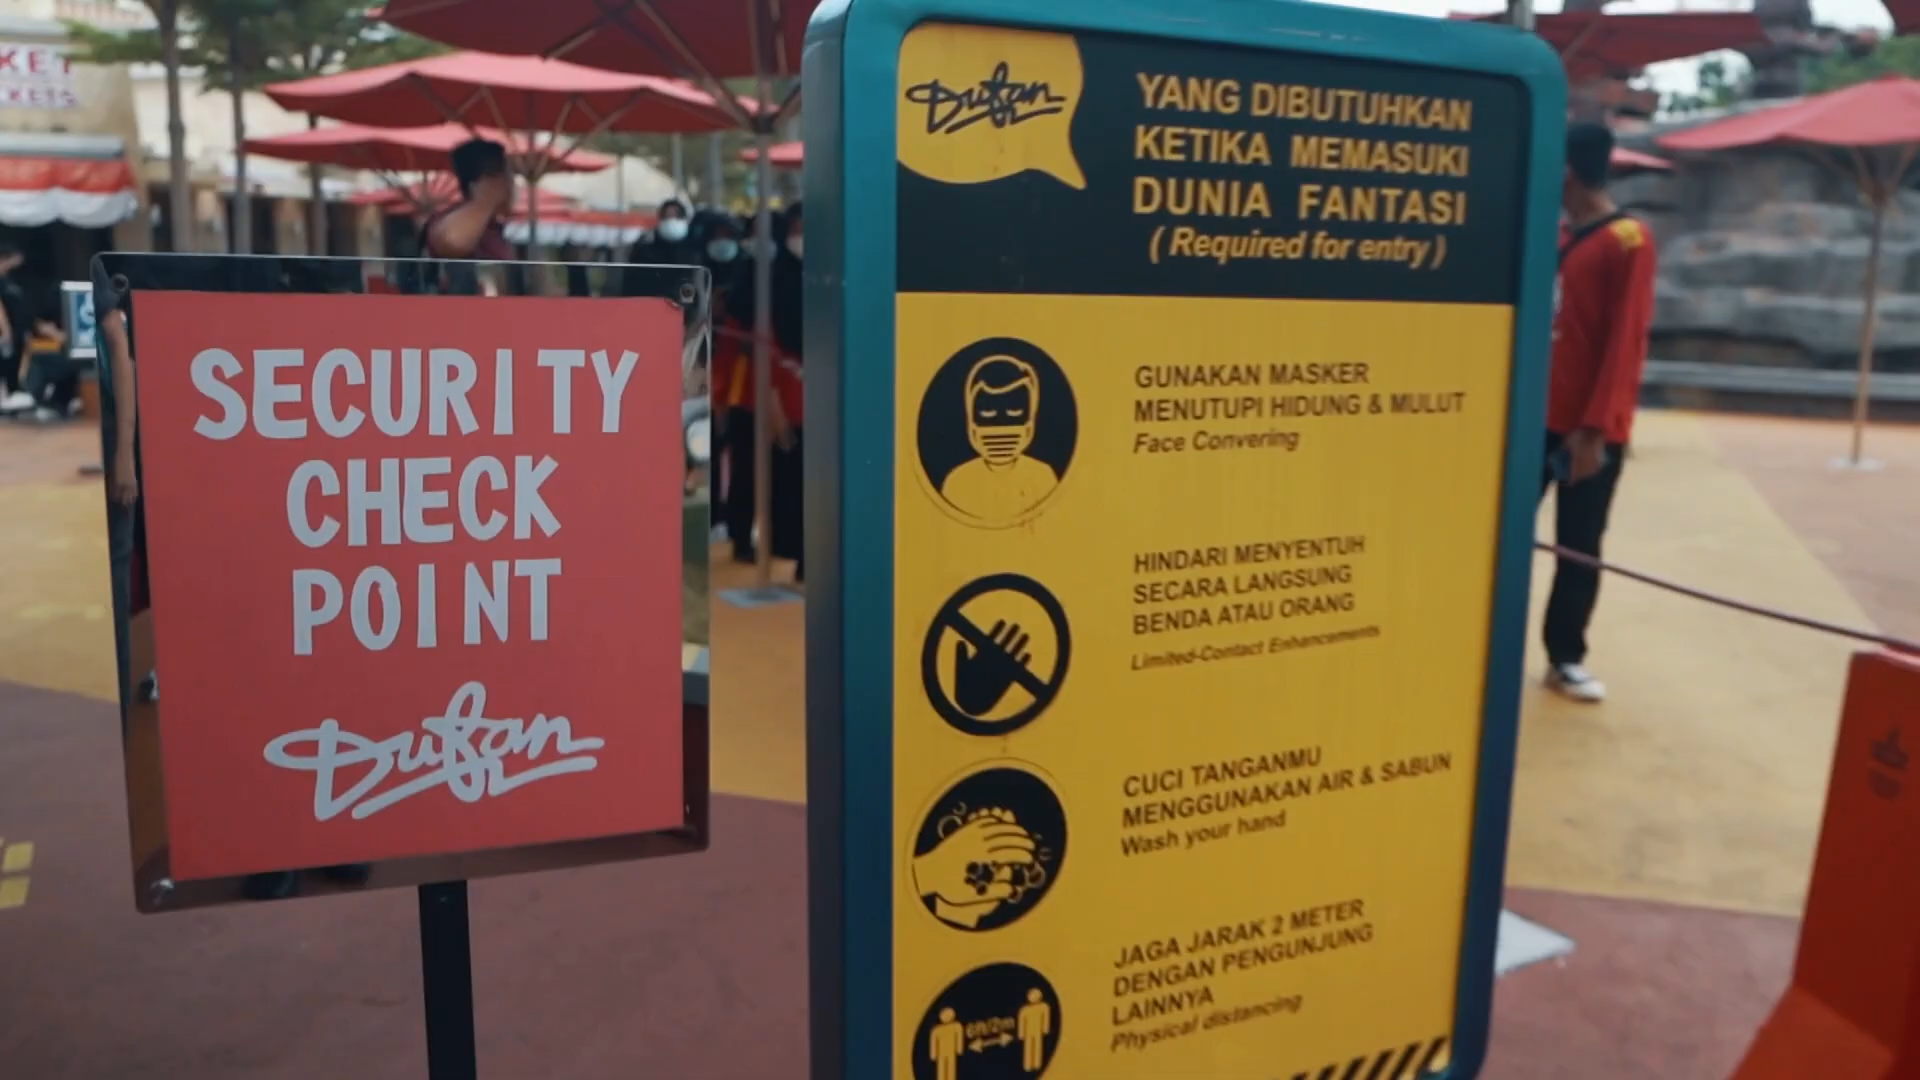 SECURITY
CHECK
POINT
Dufan
Dufan
YANG DIBUTUHKAN
KETIKA MEMASUKI
DUNIA FANTASI
( Required for entry )
GUNAKAN MASKER
MENUTUPI HIDUNG & MULUT
Face Convering
HINDARI MENYENTUH
SECARA LANGSUNG
BENDA ATAU ORANG
Limited-Contact Enhancements
CUCI TANGANMU
MENGGUNAKAN AIR & SABUN
Wash your hand
JAGA JARAK 2 METER
DENGAN PENGUNJUNG
LAINNYA
Physical distancing